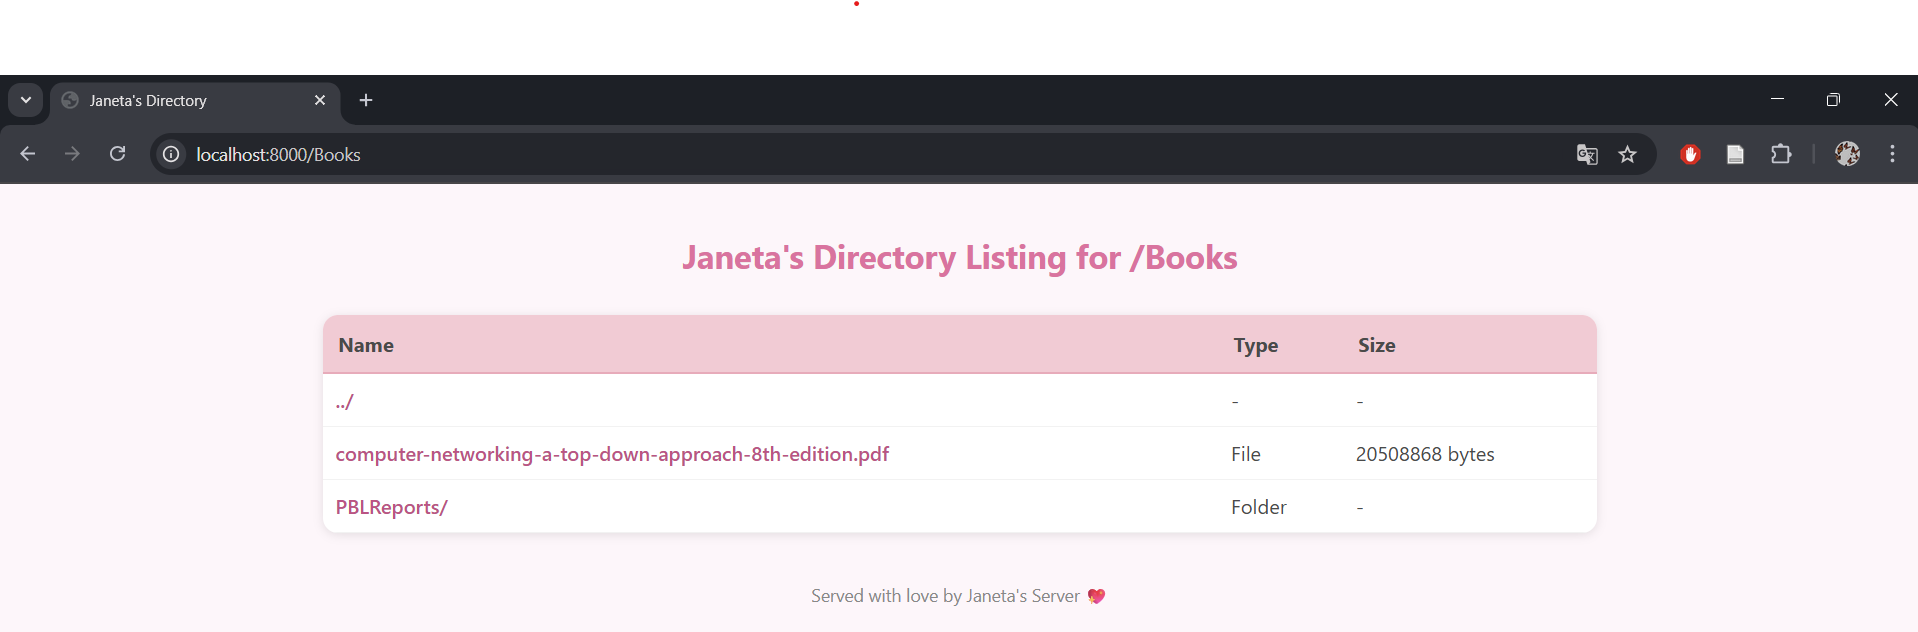 Janeta's Directory
localhost:8000/Books
Janeta's Directory Listing for /Books
Name Type Size
../ - -
computer-networking-a-top-down-approach-8th-edition.pdf File 20508868 bytes
PBLReports/ Folder -
Served with love by Janeta's Server 💖